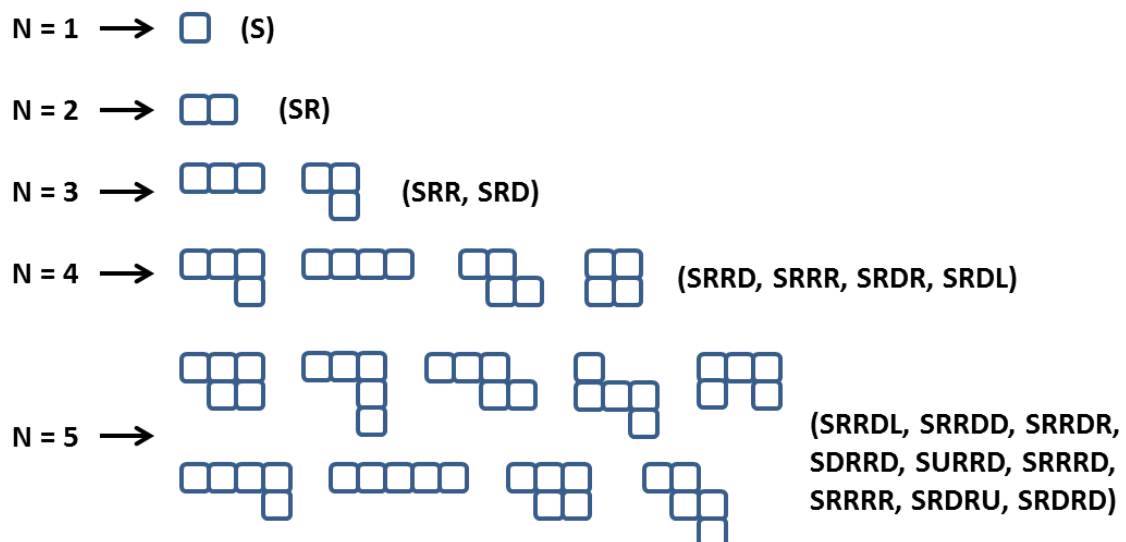 N = 1 (S)
N = 2 (SR)
N = 3 (SRR, SRD)
N = 4 (SRRD, SRRR, SRDR, SRDL)
N = 5 (SRRDL, SRRDD, SRRDR,
SDRRD, SURRD, SRRRD,
SRRRR, SRDRU, SRDRD)